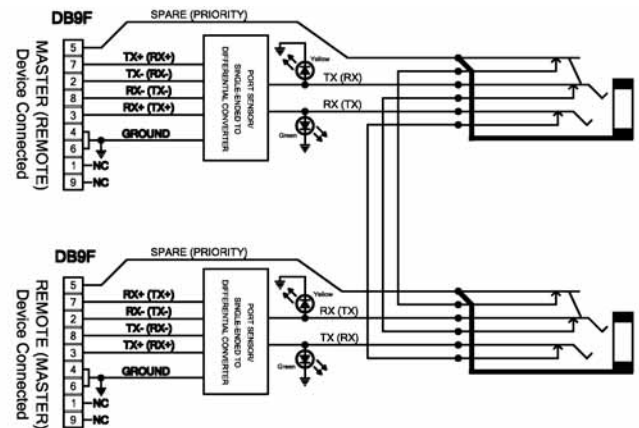 DB9F
SPARE (PRIORITY)
MASTER (REMOTE)
Device Connected
5
7
2
8
3
4
6
1
9
TX+ (RX+)
TX- (RX-)
RX- (TX-)
RX+ (TX+)
GROUND
NC
NC
PORT SENSOR/
SINGLE-ENDED TO
DIFFERENTIAL CONVERTER
Yellow
TX (RX)
RX (TX)
Green
DB9F
SPARE (PRIORITY)
REMOTE (MASTER)
Device Connected
5
7
2
8
3
4
6
1
9
RX+ (TX+)
RX- (TX-)
TX- (RX-)
TX+ (RX+)
GROUND
NC
NC
PORT SENSOR/
SINGLE-ENDED TO
DIFFERENTIAL CONVERTER
Yellow
RX (TX)
TX (RX)
Green